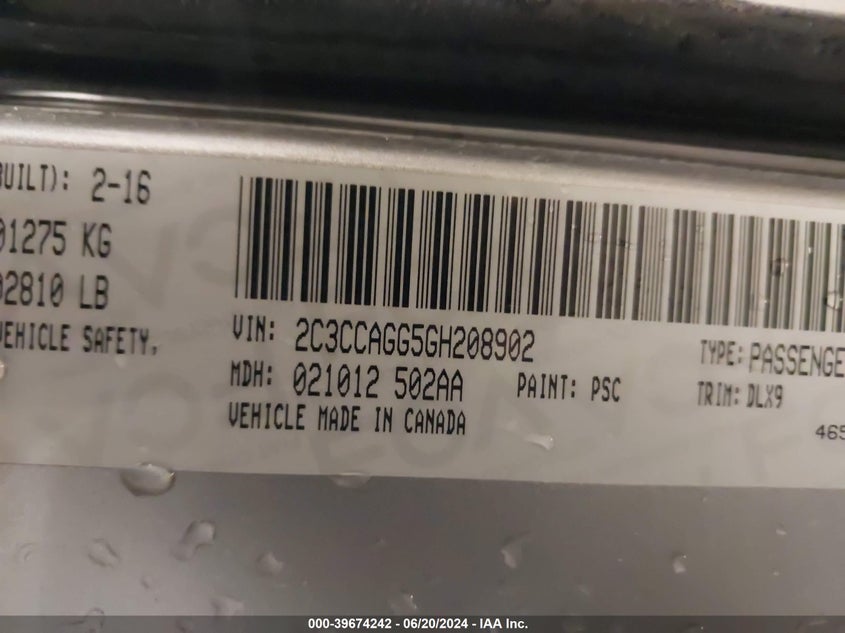 BUILT): 2-16
01275 KG
02810 LB
VEHICLE SAFETY,
VIN: 2C3CCAGG5GH208902
MDH: 021012 502AA PAINT: PSC
VEHICLE MADE IN CANADA
TYPE: PASSENGE
TRIM: DLX9
465
000-39674242 - 06/20/2024 - IAA Inc.